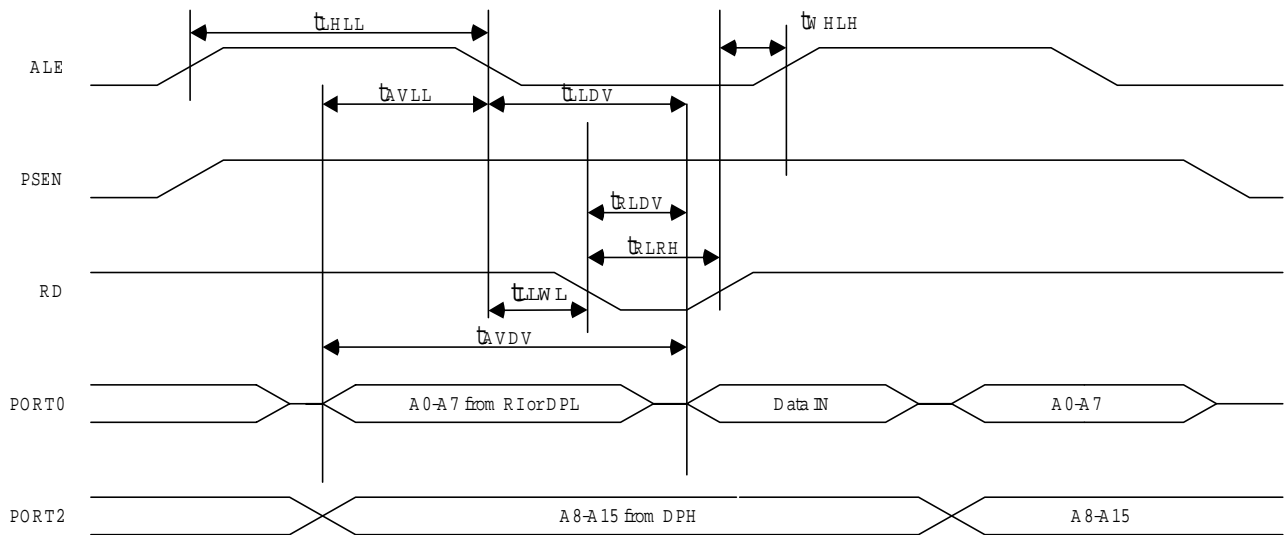 tLHLL
tWHLH
ALE
tAVLL
tLLDV
PSEN
tRLDV
tRLRH
RD
tLLWL
tAVDV
PORT0
A0-A7 from RI or DPL
Data IN
A0-A7
PORT2
A8-A15 from DPH
A8-A15